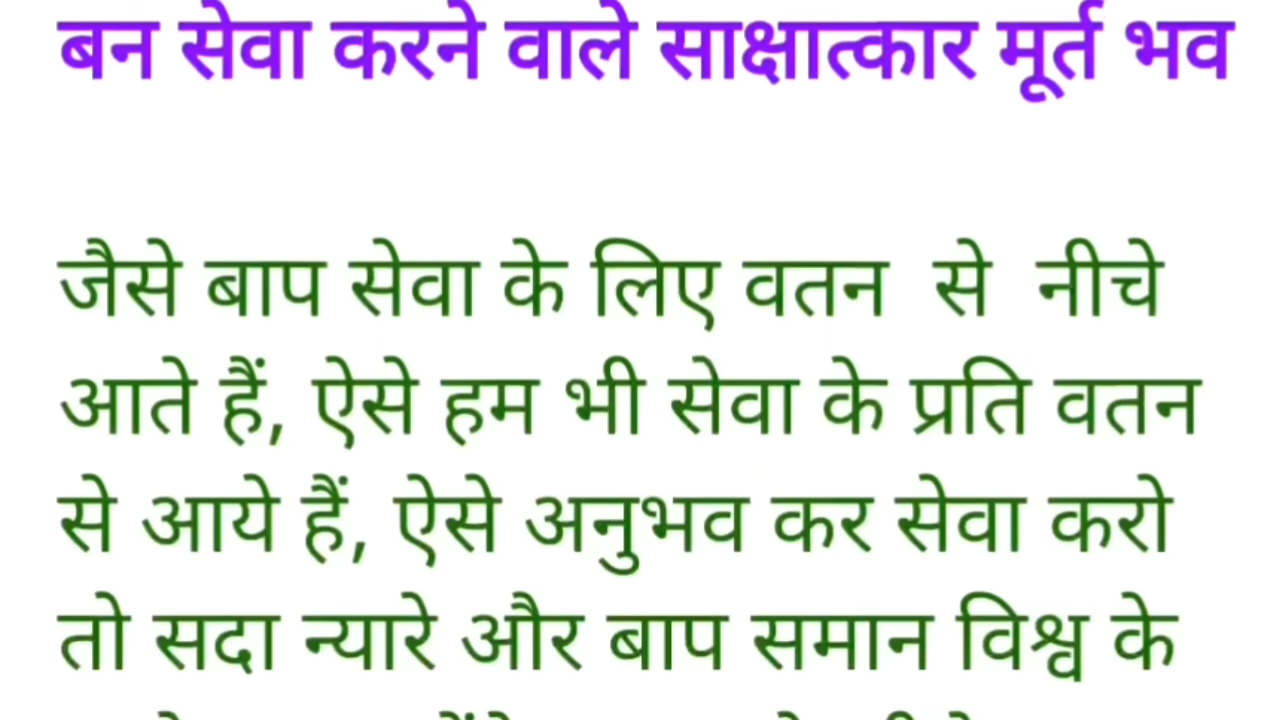 बन सेवा करने वाले साक्षात्कार मूर्त भव
जैसे बाप सेवा के लिए वतन से नीचे
आते हैं, ऐसे हम भी सेवा के प्रति वतन
से आये हैं, ऐसे अनुभव कर सेवा करो
तो सदा न्यारे और बाप समान विश्व के